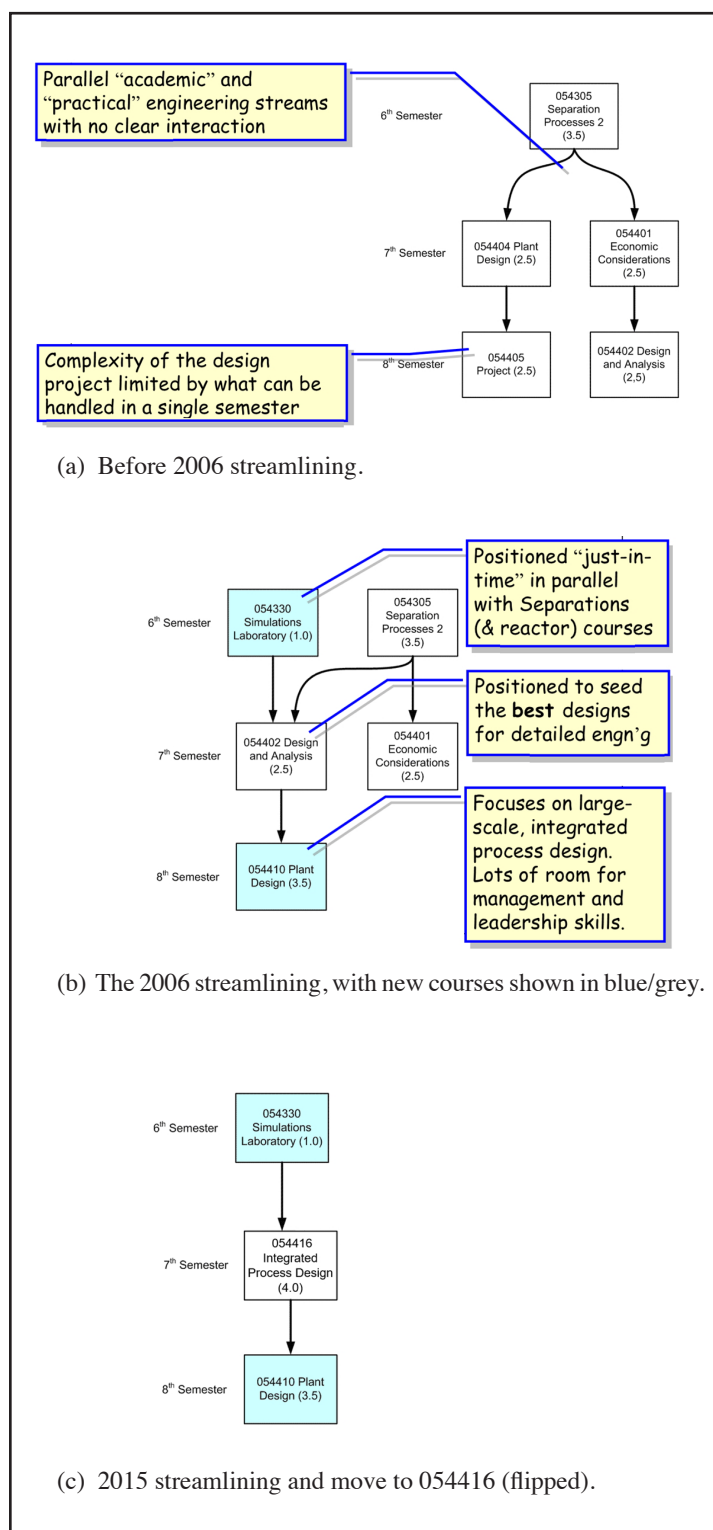 Parallel “academic” and
“practical” engineering streams
with no clear interaction
6th Semester
054305
Separation
Processes 2
(3.5)
7th Semester
054404 Plant
Design (2.5)
054401
Economic
Considerations
(2.5)
Complexity of the design
project limited by what can be
handled in a single semester
8th Semester
054405
Project (2.5)
054402 Design
and Analysis
(2,5)
(a) Before 2006 streamlining.
Positioned “just-in-
time” in parallel
with Separations
(& reactor) courses
6th Semester
054330
Simulations
Laboratory (1.0)
054305
Separation
Processes 2
(3.5)
Positioned to seed
the best designs
for detailed engn'g
7th Semester
054402 Design
and Analysis
(2.5)
054401
Economic
Considerations
(2.5)
Focuses on large-
scale, integrated
process design.
Lots of room for
management and
leadership skills.
8th Semester
054410 Plant
Design (3.5)
(b) The 2006 streamlining, with new courses shown in blue/grey.
6th Semester
054330
Simulations
Laboratory (1.0)
7th Semester
054416
Integrated
Process Design
(4.0)
8th Semester
054410 Plant
Design (3.5)
(c) 2015 streamlining and move to 054416 (flipped).